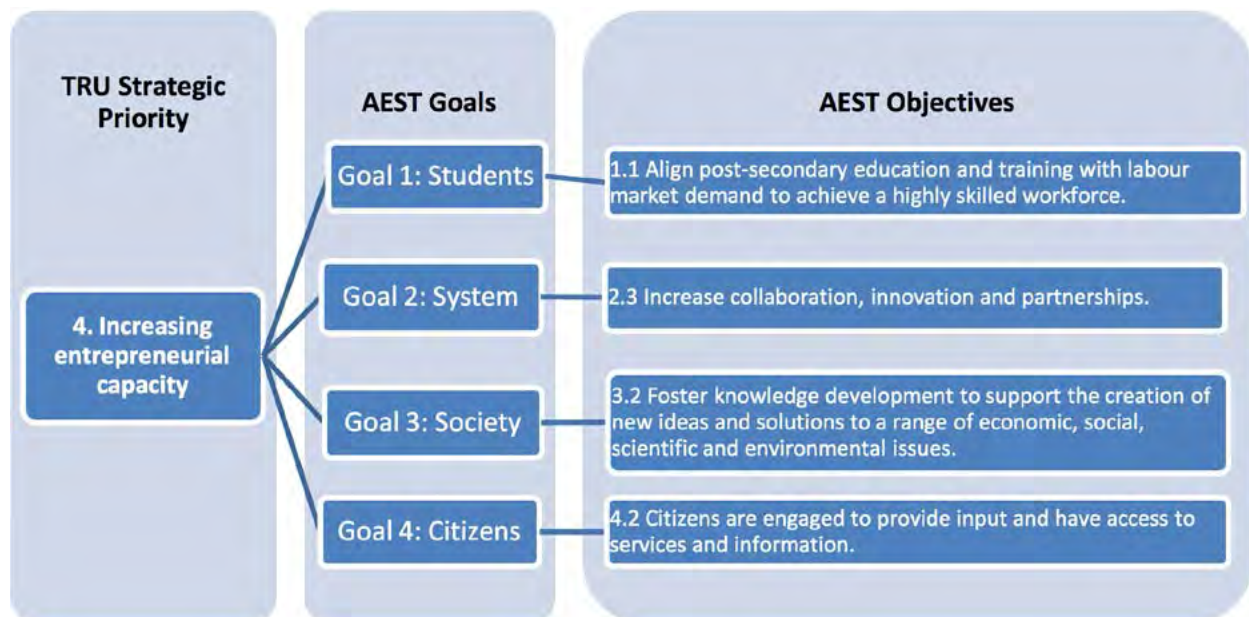 TRU Strategic
Priority
AEST Goals
AEST Objectives
4. Increasing
entrepreneurial
capacity
Goal 1: Students
1.1 Align post-secondary education and training with labour
market demand to achieve a highly skilled workforce.
Goal 2: System
2.3 Increase collaboration, innovation and partnerships.
Goal 3: Society
3.2 Foster knowledge development to support the creation of
new ideas and solutions to a range of economic, social,
scientific and environmental issues.
Goal 4: Citizens
4.2 Citizens are engaged to provide input and have access to
services and information.